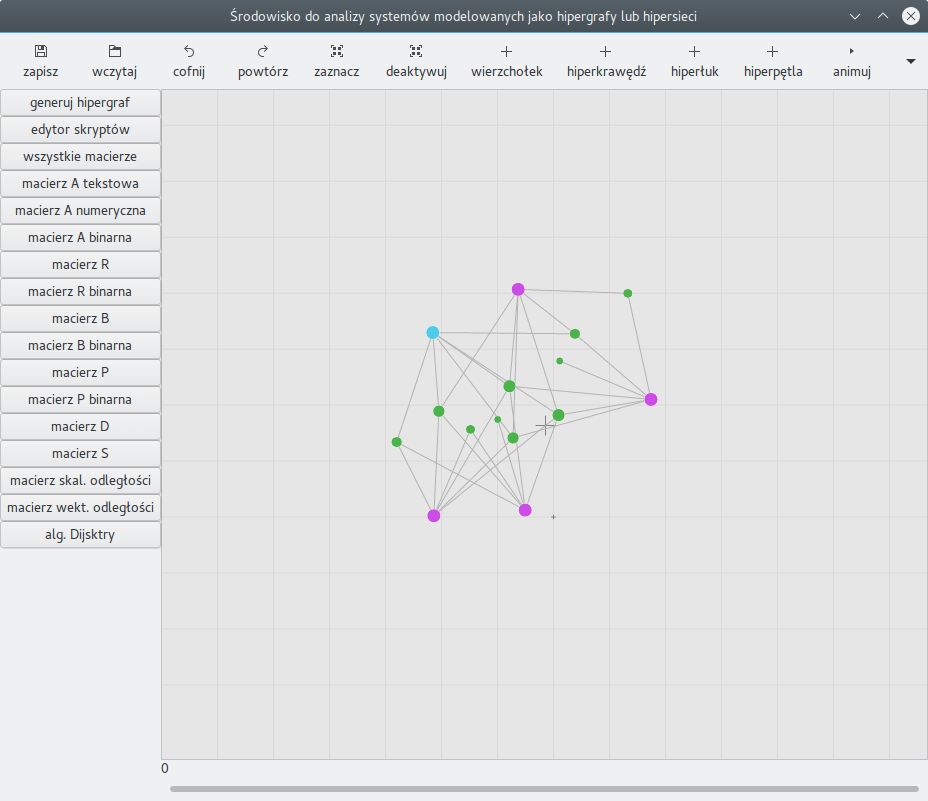 Środowisko do analizy systemów modelowanych jako hipergrafy lub hipersieci
zapisz wczytaj cofnij powtórz zaznacz deaktywuj wierzchołek hiperkrawędź hiperłuk hiperpętla animuj
generuj hipergraf
edytor skryptów
wszystkie macierze
macierz A tekstowa
macierz A numeryczna
macierz A binarna
macierz R
macierz R binarna
macierz B
macierz B binarna
macierz P
macierz P binarna
macierz D
macierz S
macierz skal. odległości
macierz wekt. odległości
alg. Dijsktry
0